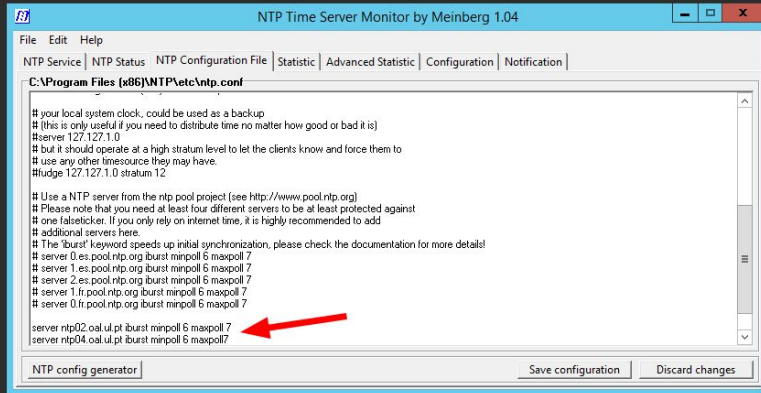 NTP Time Server Monitor by Meinberg 1.04
File Edit Help
NTP Service NTP Status NTP Configuration File Statistic Advanced Statistic Configuration Notification
C:\Program Files (x86)\NTP\etc\ntp.conf
# your local system clock, could be used as a backup
# (this is only useful if you need to distribute time no matter how good or bad it is)
#server 127.127.1.0
# but it should operate at a high stratum level to let the clients know and force them to
# use any other timesource they may have.
#fudge 127.127.1.0 stratum 12
# Use a NTP server from the ntp pool project (see http://www.pool.ntp.org)
# Please note that you need at least four different servers to be at least protected against
# one falseticker. If you only rely on internet time, it is highly recommended to add
# additional servers here.
# The 'iburst' keyword speeds up initial synchronization, please check the documentation for more details!
# server 0.es.pool.ntp.org iburst minpoll 6 maxpoll 7
# server 1.es.pool.ntp.org iburst minpoll 6 maxpoll 7
# server 2.es.pool.ntp.org iburst minpoll 6 maxpoll 7
# server 1.fr.pool.ntp.org iburst minpoll 6 maxpoll 7
# server 0.fr.pool.ntp.org iburst minpoll 6 maxpoll 7
server ntp02.oal.ul.pt iburst minpoll 6 maxpoll 7
server ntp04.oal.ul.pt iburst minpoll 6 maxpoll7
NTP config generator Save configuration Discard changes